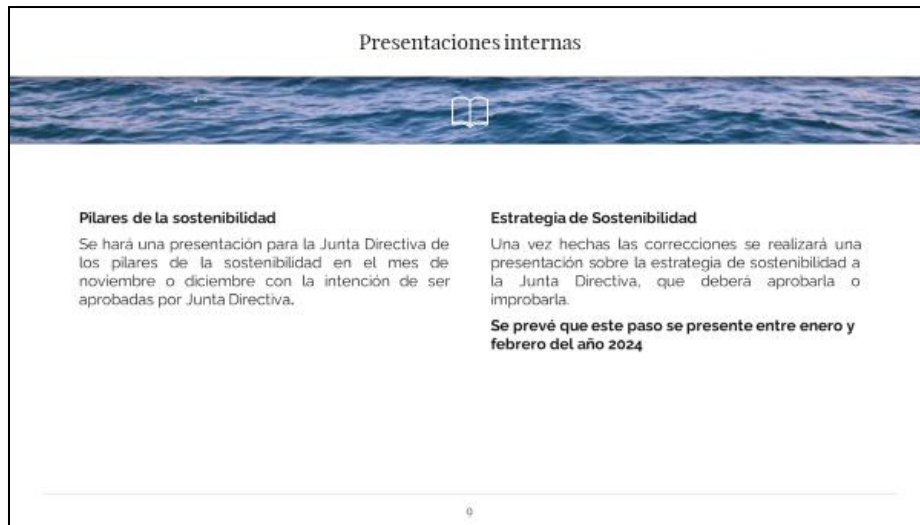 Presentaciones internas
Pilares de la sostenibilidad
Se hará una presentación para la Junta Directiva de
los pilares de la sostenibilidad en el mes de
noviembre o diciembre con la intención de ser
aprobadas por Junta Directiva.
Estrategia de Sostenibilidad
Una vez hechas las correcciones se realizará una
presentación sobre la estrategia de sostenibilidad a
la Junta Directiva, que deberá aprobarla o
improbarla.
Se prevé que este paso se presente entre enero y
febrero del año 2024
9